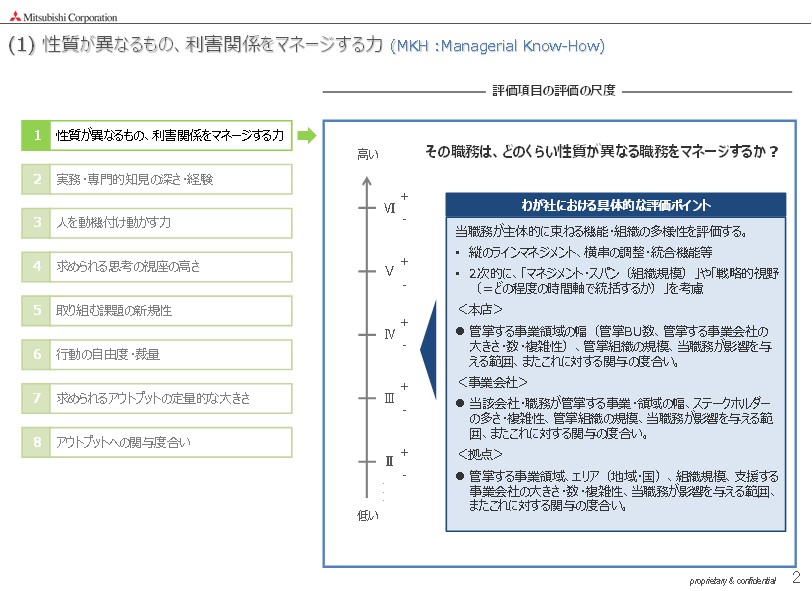 Mitsubishi Corporation
(1) 性質が異なるもの、利害関係をマネージする力 (MKH :Managerial Know-How)
評価項目の評価の尺度
1 性質が異なるもの、利害関係をマネージする力
2 実務・専門的知見の深さ・経験
3 人を動機付け動かす力
4 求められる思考の視座の高さ
5 取り組む課題の新規性
6 行動の自由度・裁量
7 求められるアウトプットの定量的な大きさ
8 アウトプットへの関与度合い
高い
+
Ⅵ
-
+
Ⅴ
-
+
Ⅳ
-
+
Ⅲ
-
+
Ⅱ
-
低い
その職務は、どのくらい性質が異なる職務をマネージするか？
わが社における具体的な評価ポイント
当職務が主体的に束ねる機能・組織の多様性を評価する。
• 縦のラインマネジメント、横串の調整・統合機能等
• 2次的に、「マネジメント・スパン（組織規模）」や「戦略的視野
（＝どの程度の時間軸で統括するか）」を考慮
＜本店＞
● 管掌する事業領域の幅（管掌BU数、管掌する事業会社の
大きさ・数・複雑性）、管掌組織の規模、当職務が影響を与
える範囲、またこれに対する関与の度合い。
＜事業会社＞
● 当該会社・職務が管掌する事業・領域の幅、ステークホルダー
の多さ・複雑性、管掌組織の規模、当職務が影響を与える範
囲、またこれに対する関与の度合い。
＜拠点＞
● 管掌する事業領域、エリア（地域・国）、組織規模、支援する
事業会社の大きさ・数・複雑性、当職務が影響を与える範囲、
またこれに対する関与の度合い。
proprietary & confidential 2